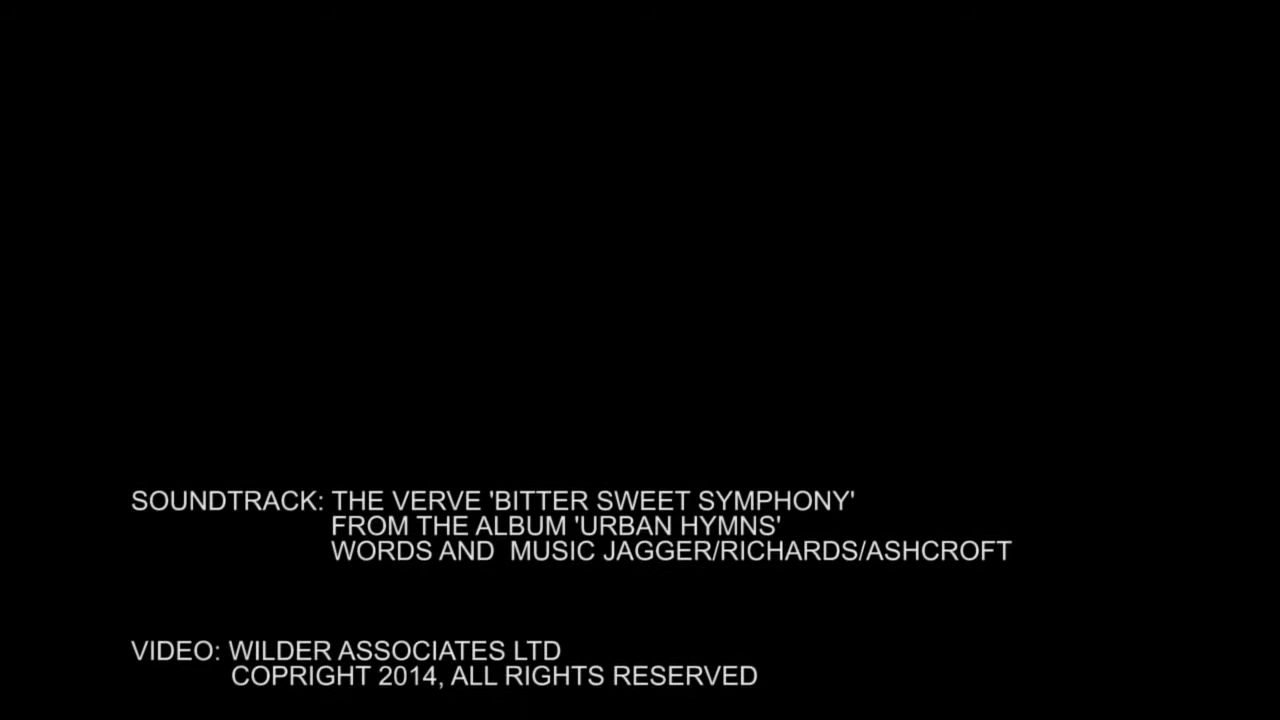 SOUNDTRACK: THE VERVE 'BITTER SWEET SYMPHONY'
FROM THE ALBUM 'URBAN HYMNS'
WORDS AND  MUSIC JAGGER/RICHARDS/ASHCROFT
VIDEO: WILDER ASSOCIATES LTD
COPRIGHT 2014, ALL RIGHTS RESERVED